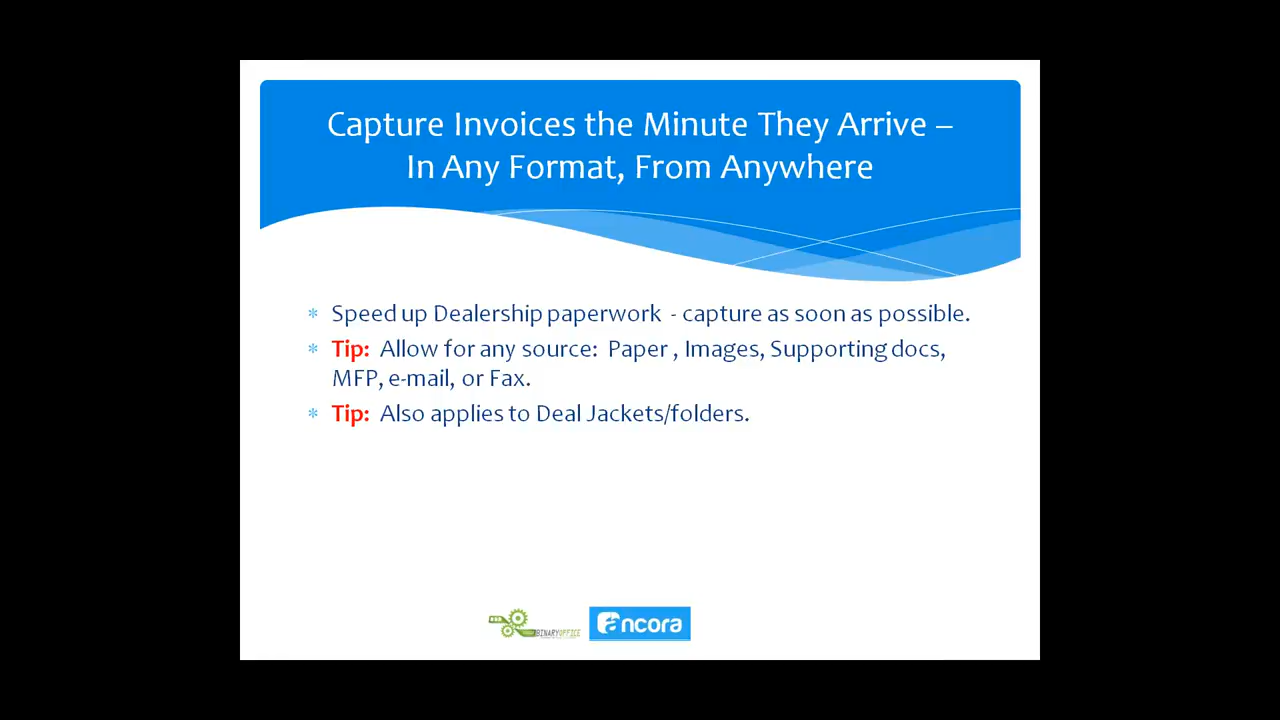 Capture Invoices the Minute They Arrive –
In Any Format, From Anywhere
* Speed up Dealership paperwork - capture as soon as possible.
* Tip: Allow for any source: Paper , Images, Supporting docs,
MFP, e-mail, or Fax.
* Tip: Also applies to Deal Jackets/folders.
BINARYOFFICE
ancora